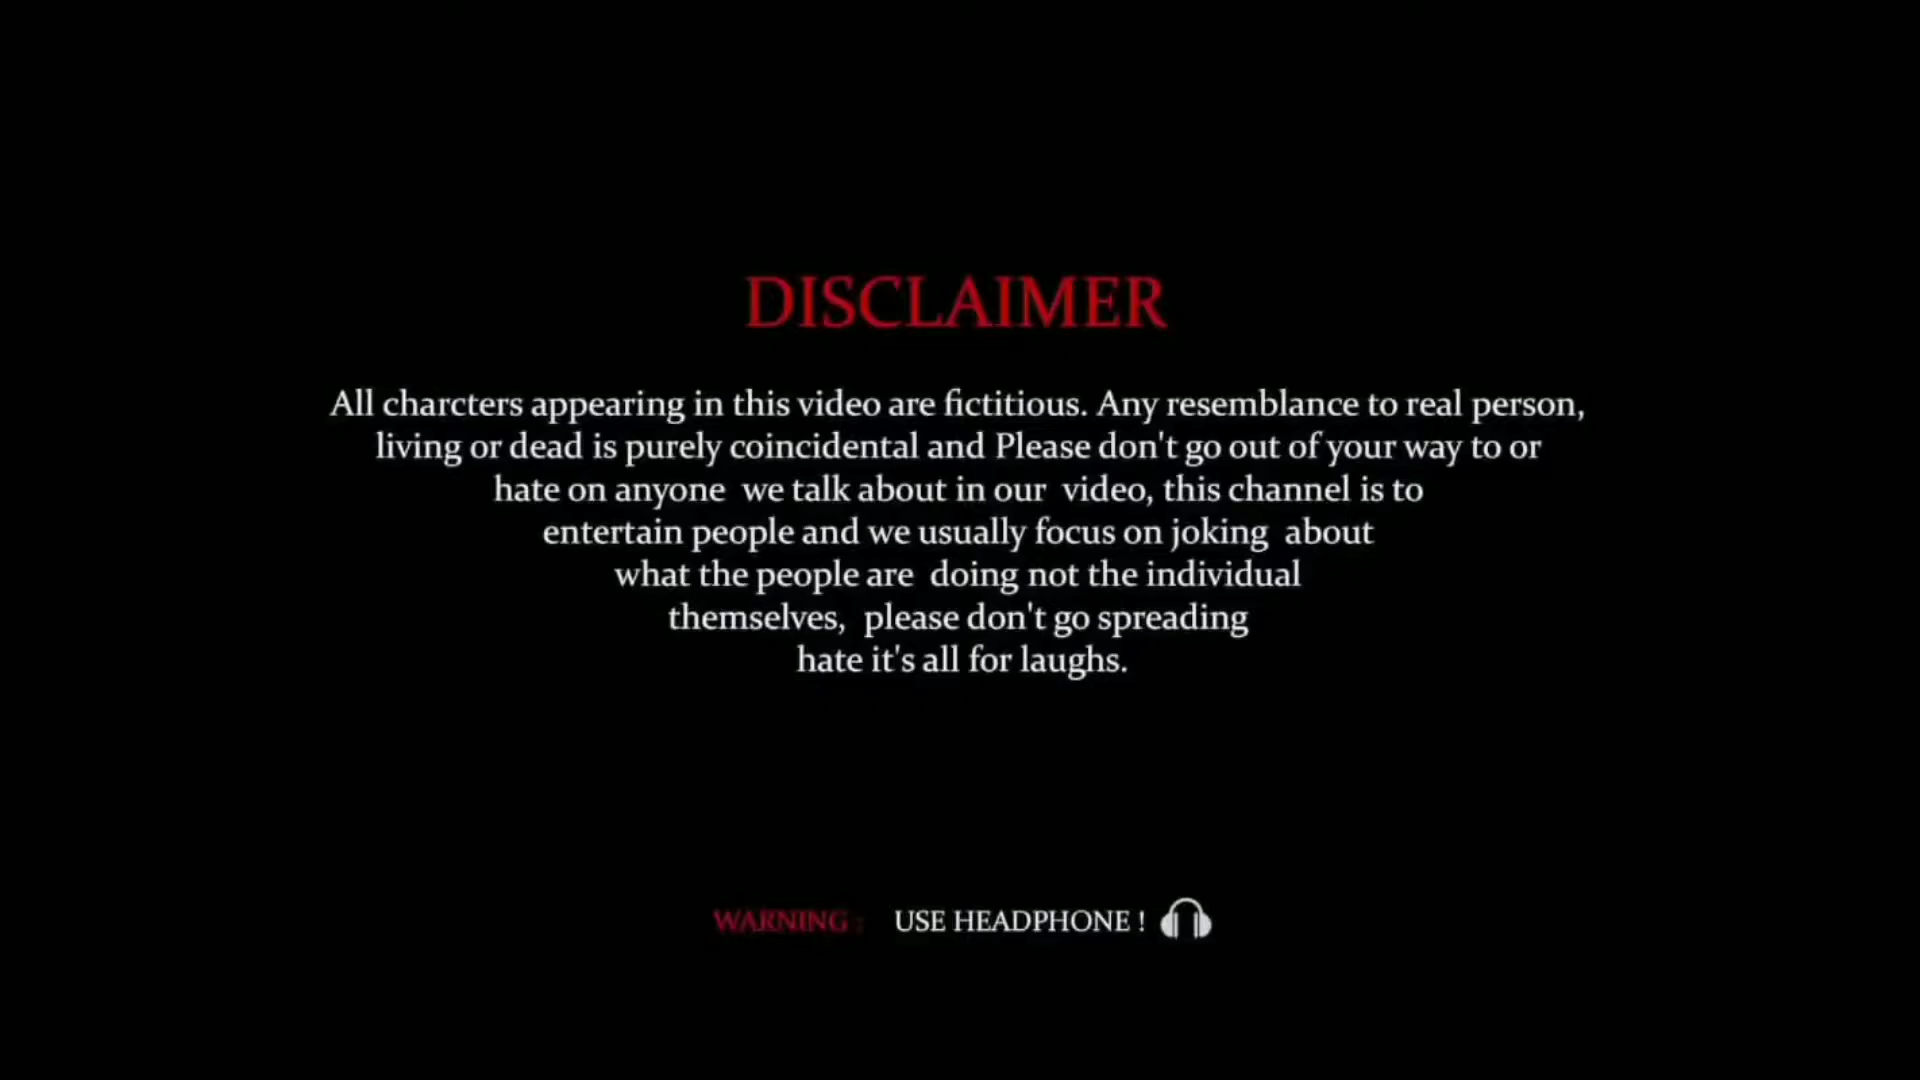 DISCLAIMER
All charcters appearing in this video are fictitious. Any resemblance to real person,
living or dead is purely coincidental and Please don't go out of your way to or
hate on anyone we talk about in our video, this channel is to
entertain people and we usually focus on joking about
what the people are doing not the individual
themselves, please don't go spreading
hate it's all for laughs.
WARNING : USE HEADPHONE !